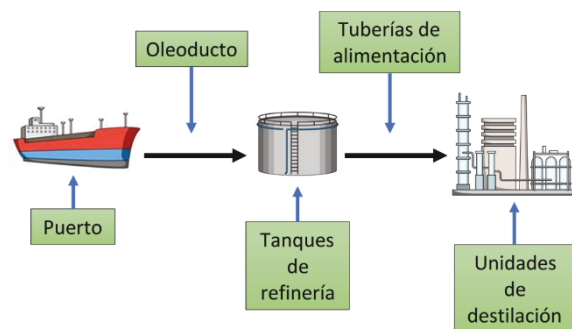 Oleoducto
Tuberías de
alimentación
Puerto
Tanques
de
refinería
Unidades
de
destilación